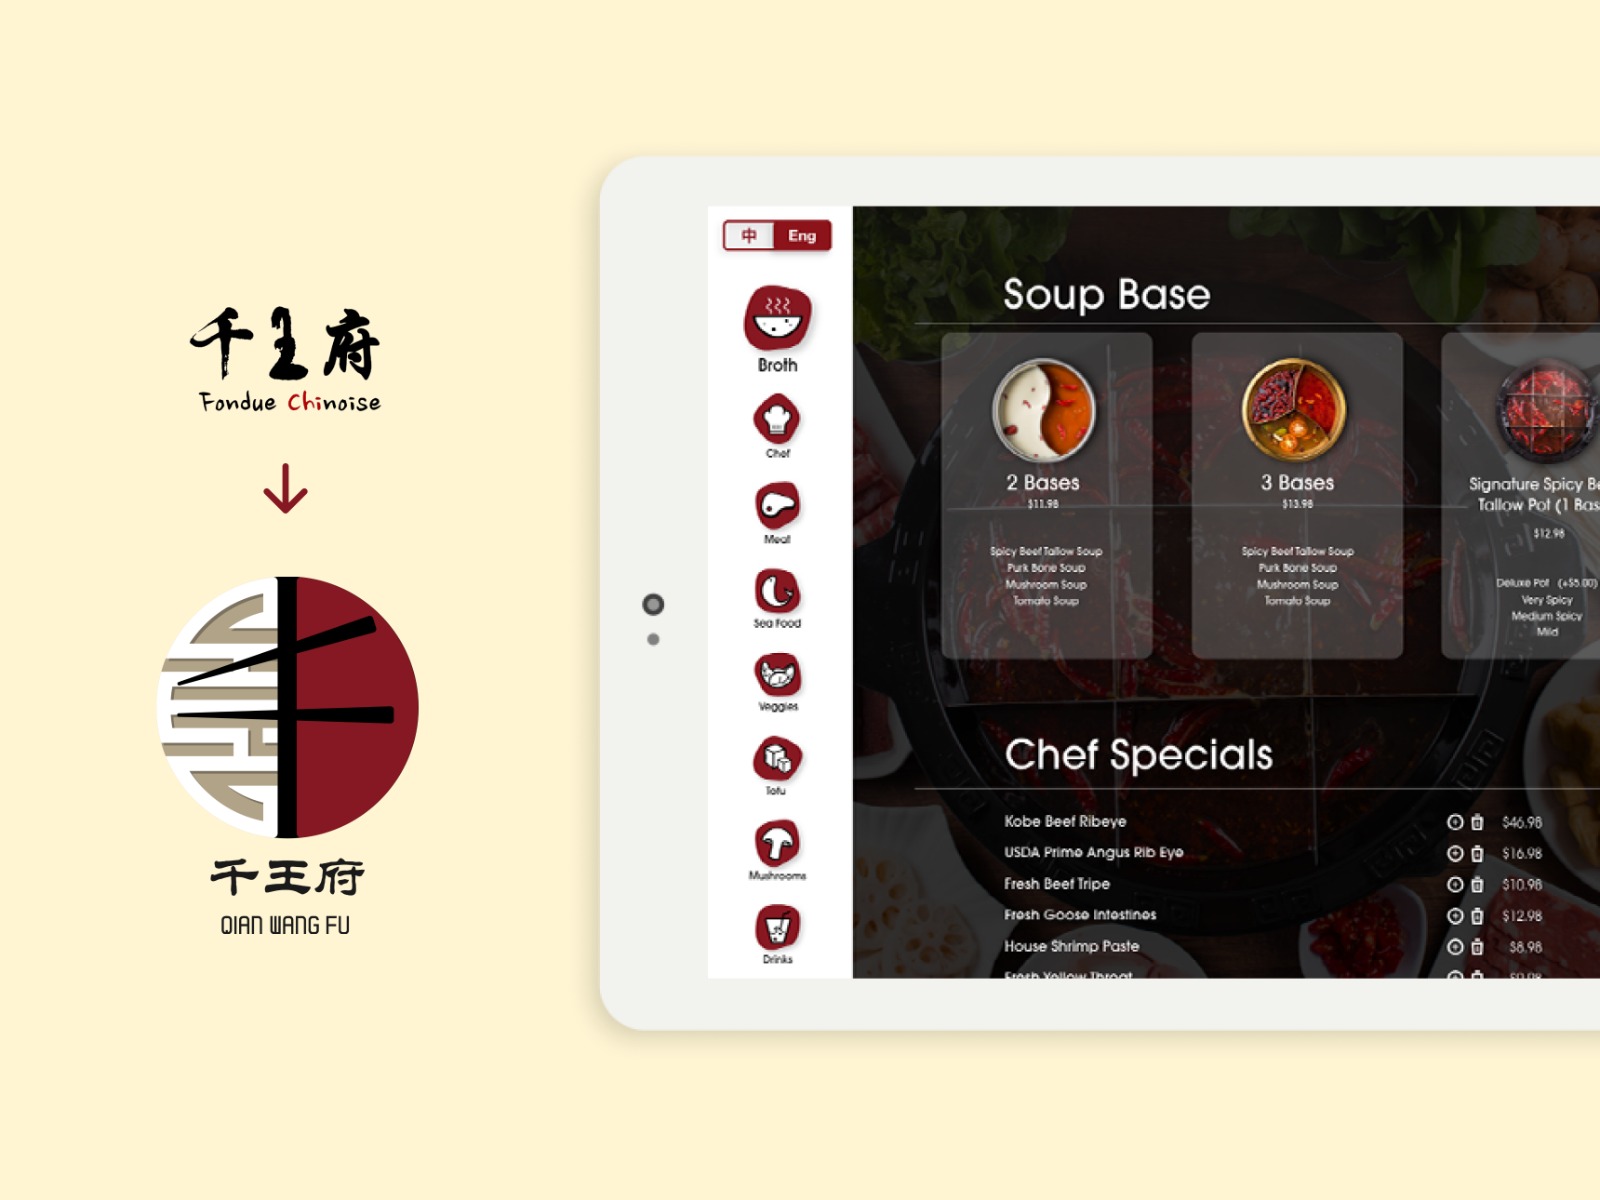 千王府
Fondue Chinoise
千王府
QIAN WANG FU
中 Eng
Broth
Chef
Meat
Sea Food
Veggies
Tofu
Mushrooms
Drinks
Soup Base
2 Bases
$11.98
Spicy Beef Tallow Soup
Purk Bone Soup
Mushroom Soup
Tomato Soup
3 Bases
$13.98
Spicy Beef Tallow Soup
Purk Bone Soup
Mushroom Soup
Tomato Soup
Signature Spicy Be
Tallow Pot (1 Bas
$12.98
Deluxe Pot (+$5.00)
Very Spicy
Medium Spicy
Mild
Chef Specials
Kobe Beef Ribeye $46.98
USDA Prime Angus Rib Eye $16.98
Fresh Beef Tripe $10.98
Fresh Goose Intestines $12.98
House Shrimp Paste $8.98
Fresh Yellow Throat